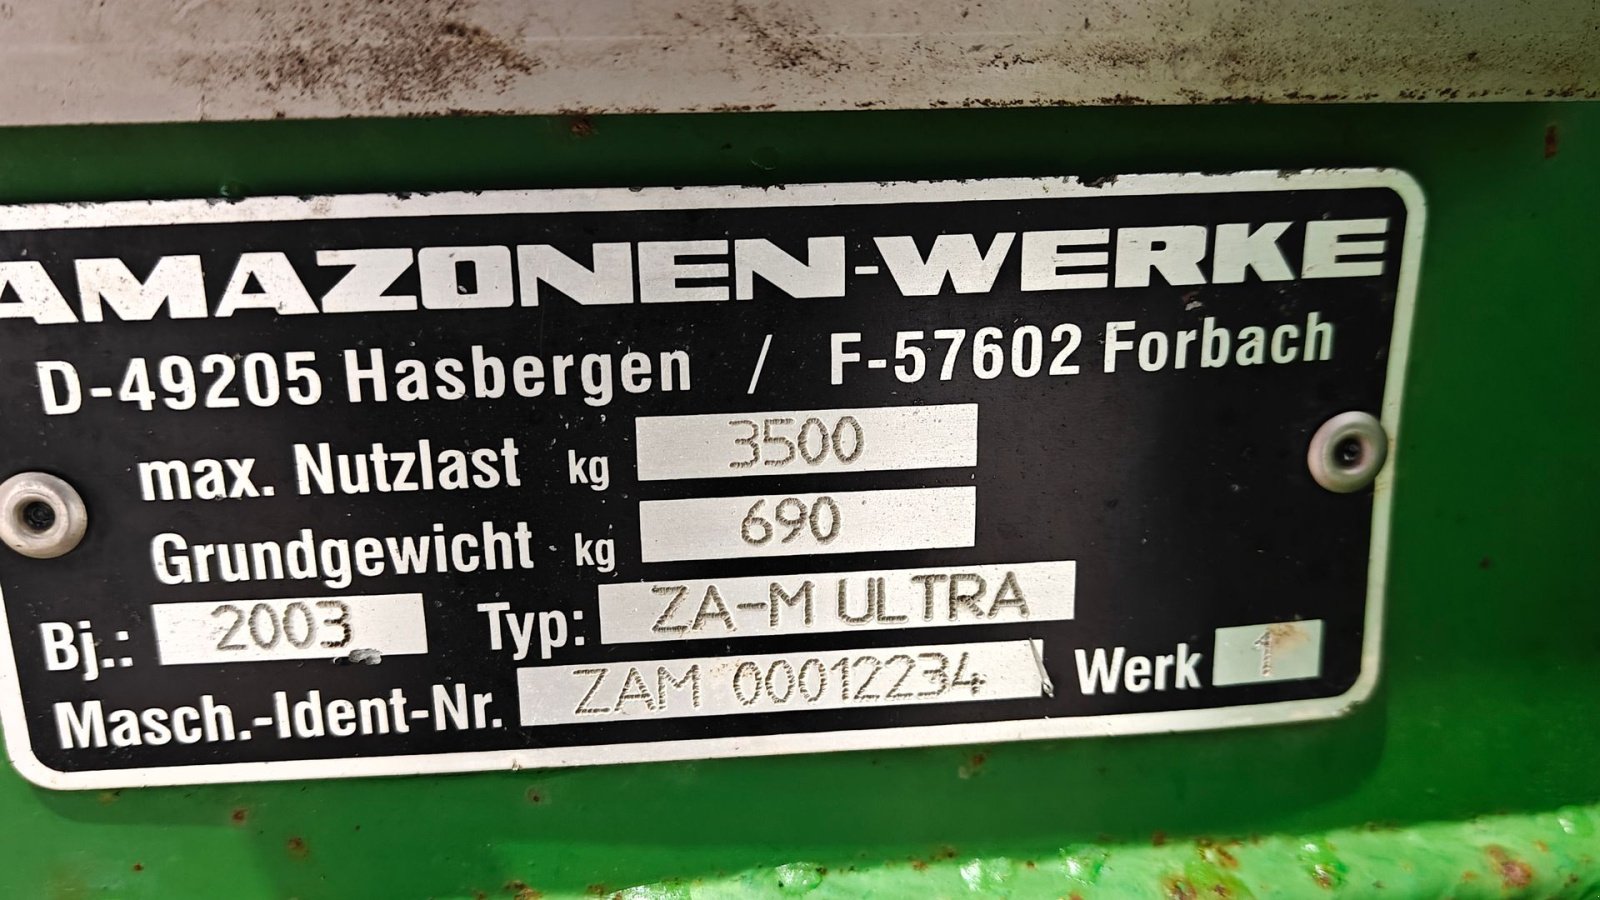 AMAZONEN-WERKE
D-49205 Hasbergen / F-57602 Forbach
max. Nutzlast kg 3500
Grundgewicht kg 690
Bj.: 2003 Typ: ZA-M ULTRA
Masch.-Ident-Nr. ZAM 00012234 Werk 1